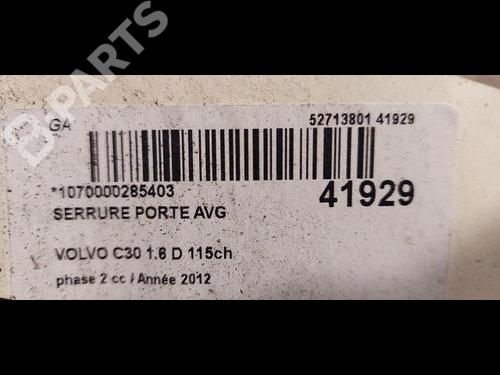 B-PARTS
GA
52713801 41929
*1070000285403
41929
SERRURE PORTE AVG
VOLVO C30 1.6 D 115ch
phase 2 cc / Année 2012